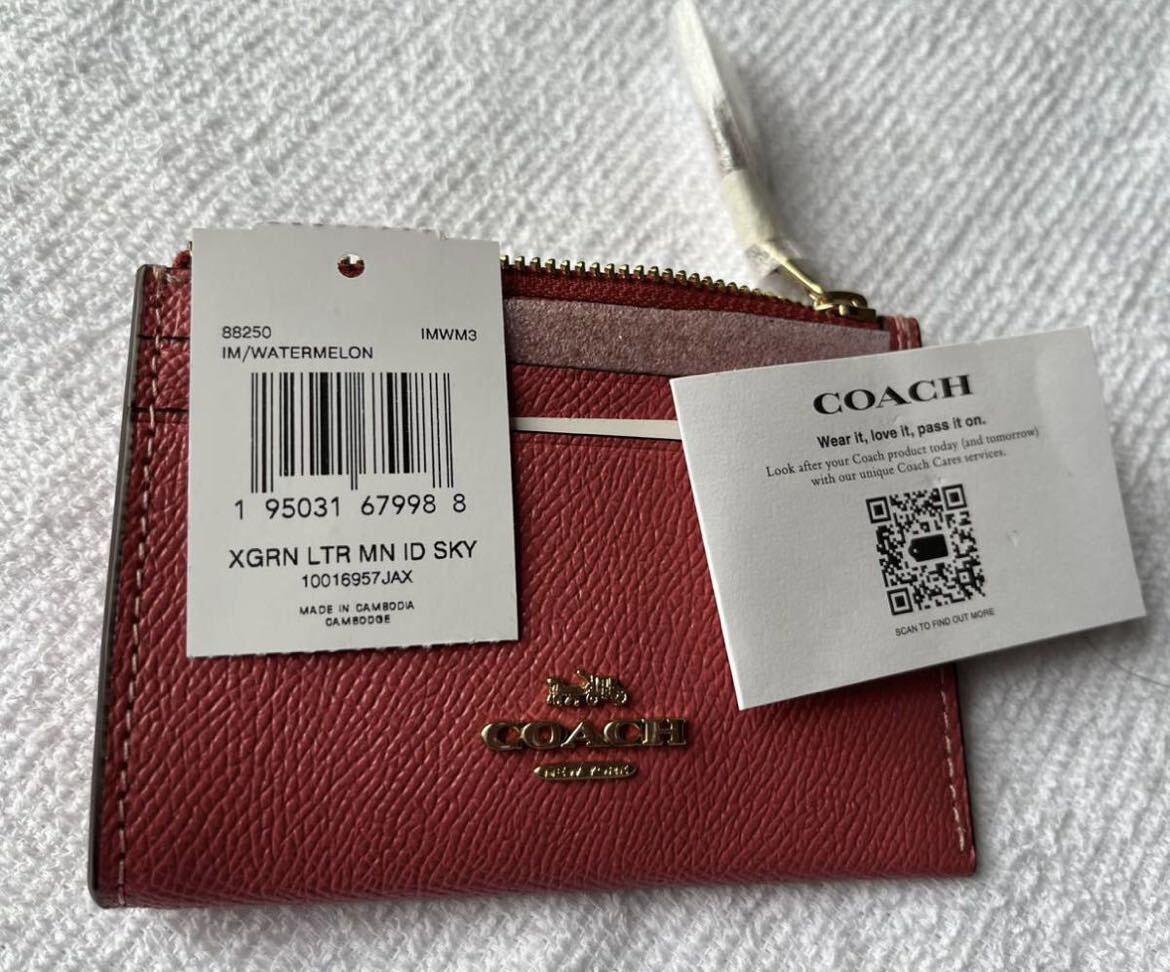 88250 IMWM3
IM/WATERMELON
1 95031 67998 8
XGRN LTR MN ID SKY
10016957JAX
MADE IN CAMBODIA
CAMBODGE
COACH
Wear it, love it, pass it on.
Look after your Coach product today (and tomorrow)
with our unique Coach Cares services.
SCAN TO FIND OUT MORE
COACH
NEW YORK